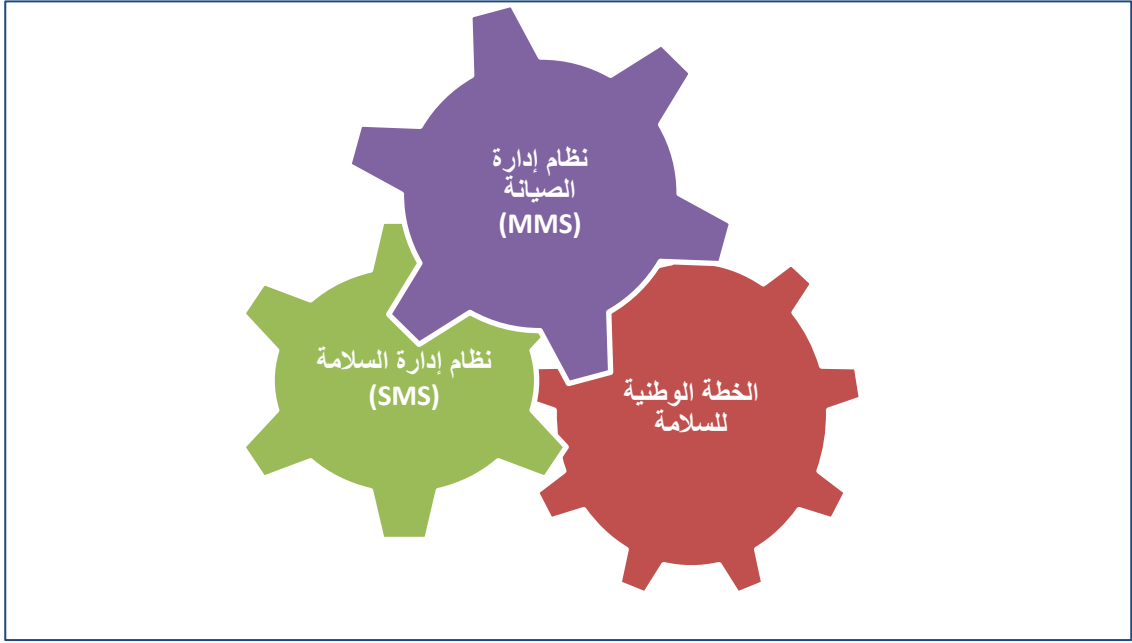 نظام إدارة
الصيانة
(MMS)
نظام إدارة السلامة
(SMS)
الخطة الوطنية
للسلامة